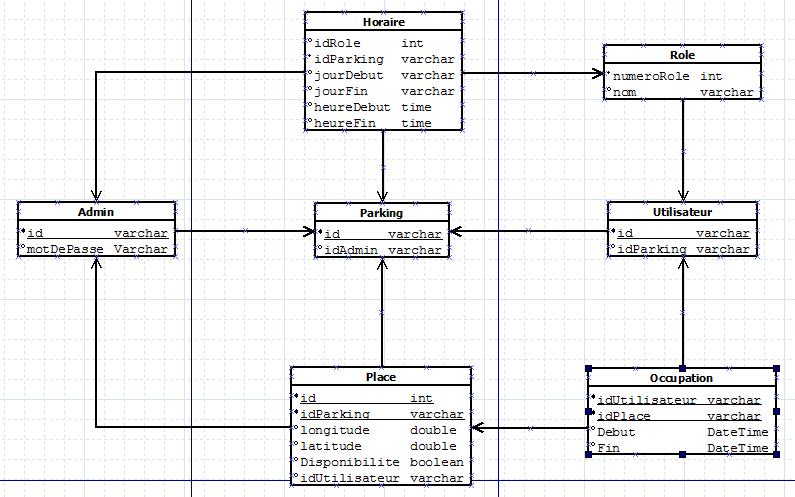 Horaire
idRole int
idParking varchar
jourDebut varchar
jourFin varchar
heureDebut time
heureFin time
Role
numeroRole int
nom varchar
Admin
id varchar
motDePasse Varchar
Parking
id varchar
idAdmin varchar
Utilisateur
id varchar
idParking varchar
Place
id int
idParking varchar
longitude double
latitude double
Disponibilite boolean
idUtilisateur varchar
Occupation
idUtilisateur varchar
idPlace varchar
Debut DateTime
Fin DateTime